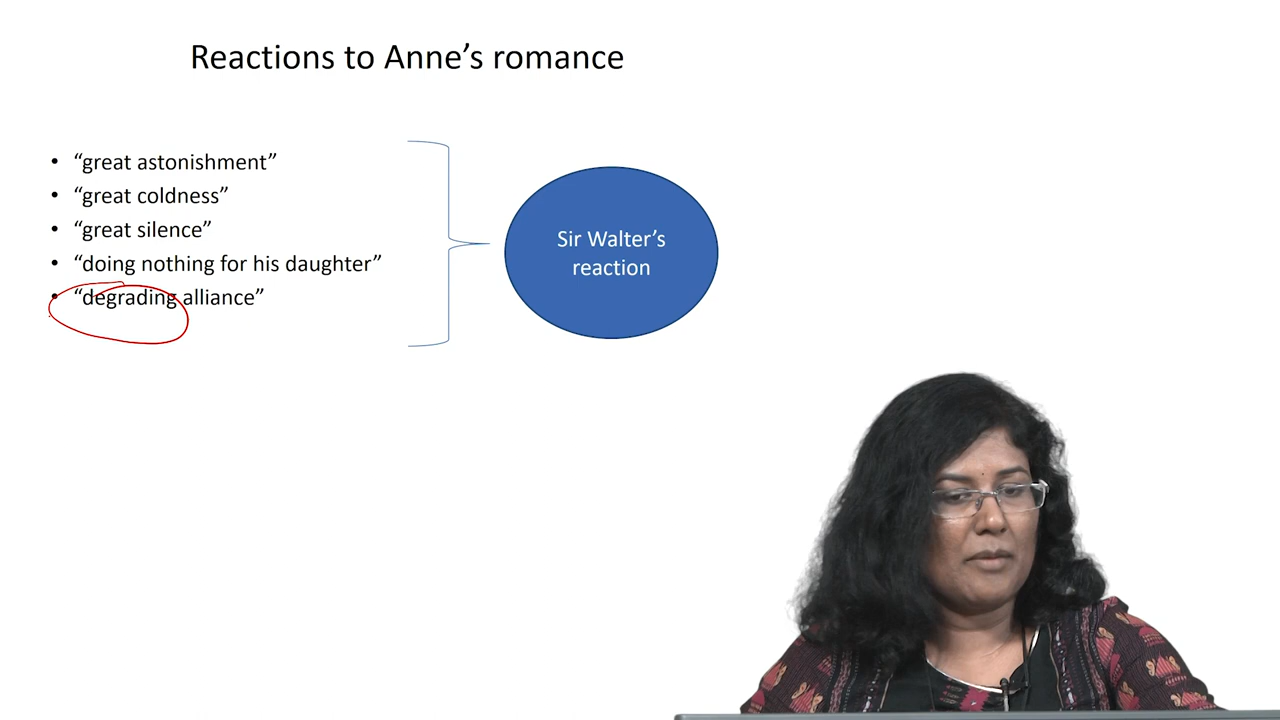 Reactions to Anne’s romance
• “great astonishment”
• “great coldness”
• “great silence”
• “doing nothing for his daughter”
• “degrading alliance”
Sir Walter’s
reaction